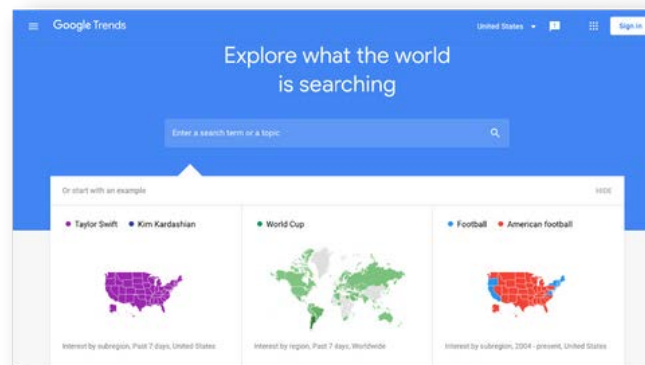 Google Trends
United States
Sign in
Explore what the world
is searching
Enter a search term or a topic
Or start with an example
HIDE
Taylor Swift Kim Kardashian
World Cup
Football American football
Interest by subregion, Past 7 days, United States
Interest by region, Past 7 days, Worldwide
Interest by subregion, 2004 - present, United States